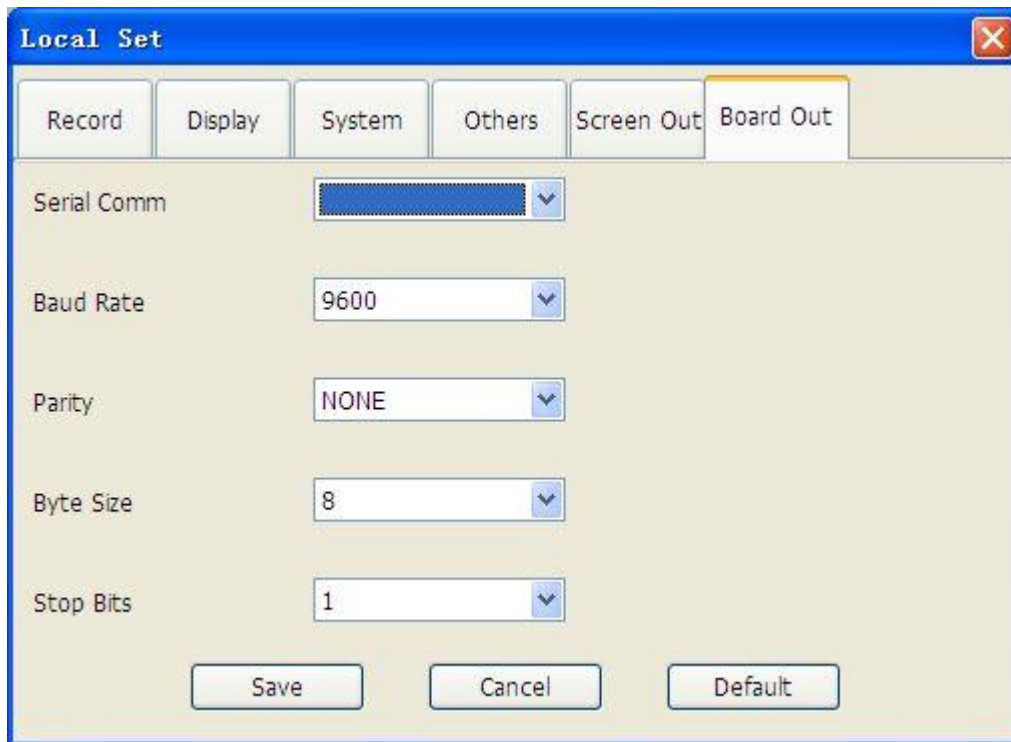 Local Set
Record Display System Others Screen Out Board Out
Serial Comm
Baud Rate 9600
Parity NONE
Byte Size 8
Stop Bits 1
Save Cancel Default